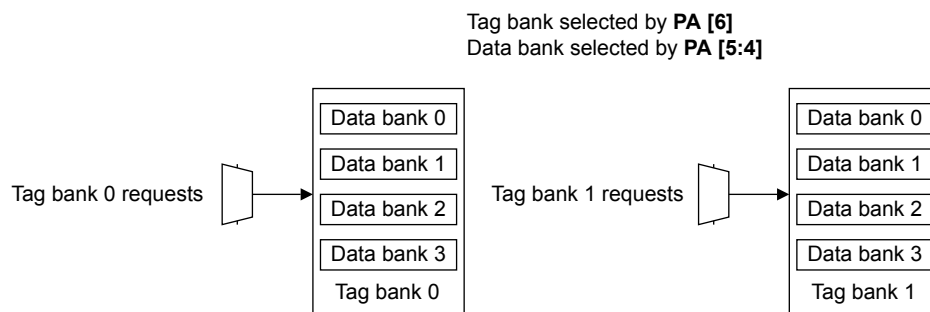 Tag bank selected by PA [6]
Data bank selected by PA [5:4]
Tag bank 0 requests
Data bank 0
Data bank 1
Data bank 2
Data bank 3
Tag bank 0
Tag bank 1 requests
Data bank 0
Data bank 1
Data bank 2
Data bank 3
Tag bank 1